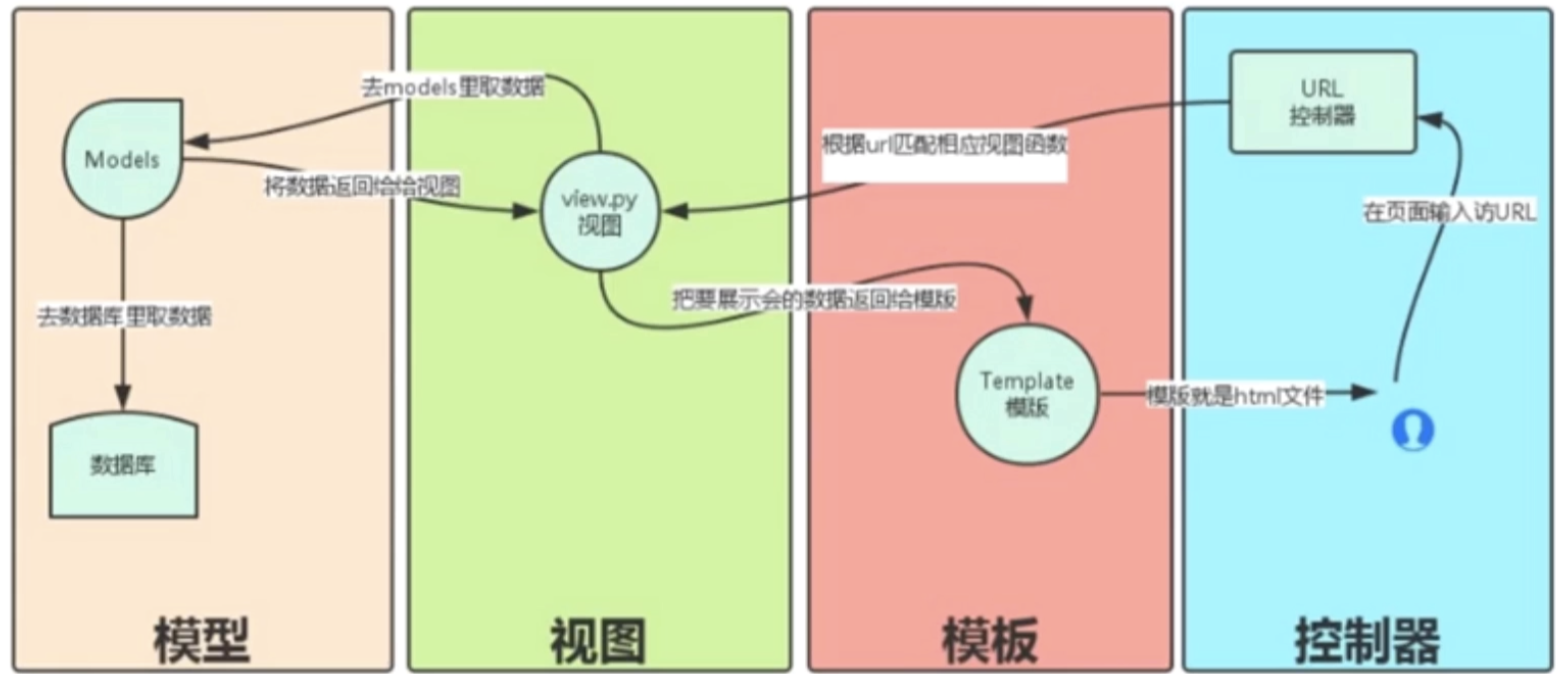 去models里取数据
Models
将数据返回给给视图
去数据库里取数据
数据库
模型
view.py
视图
把要展示会的数据返回给模版
视图
根据url匹配相应视图函数
Template
模版
模版就是html文件
模板
URL
控制器
在页面输入访URL
控制器